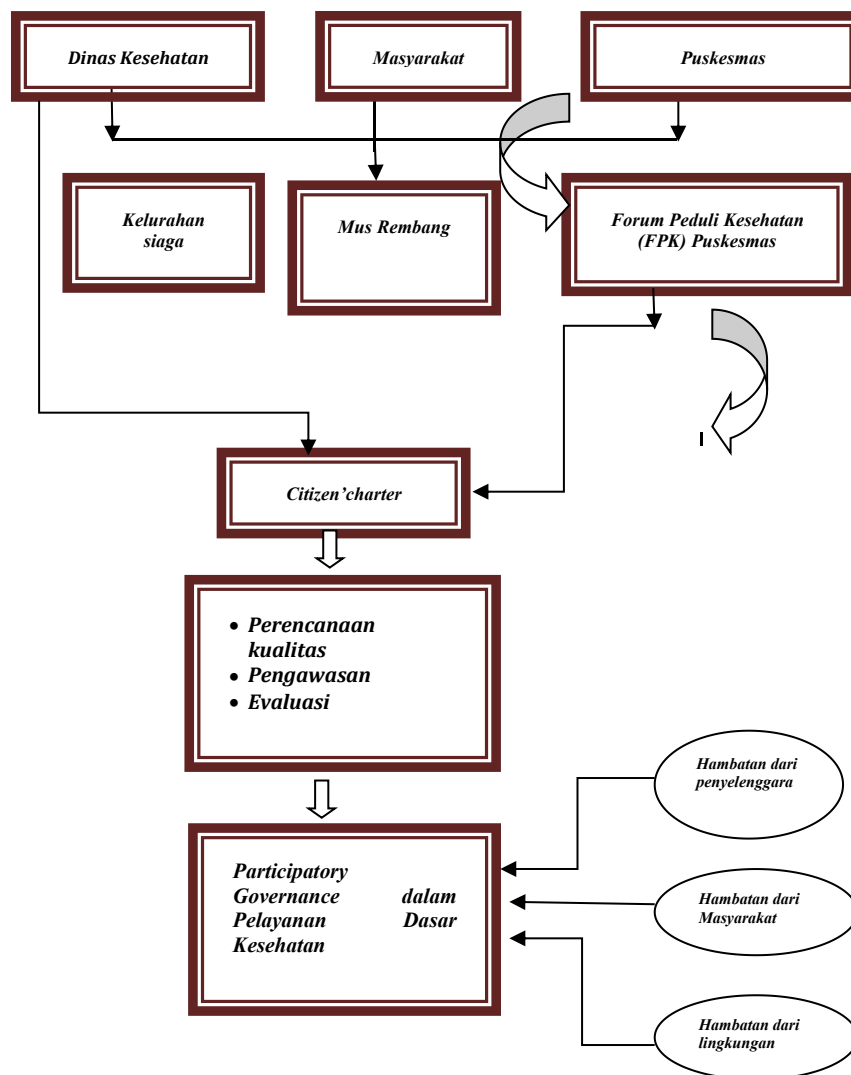 Dinas Kesehatan
Masyarakat
Puskesmas
Kelurahan
siaga
Mus Rembang
Forum Peduli Kesehatan
(FPK) Puskesmas
I
Citizen’charter
• Perencanaan
kualitas
• Pengawasan
• Evaluasi
Hambatan dari
penyelenggara
Participatory
Governance dalam
Pelayanan Dasar
Kesehatan
Hambatan dari
Masyarakat
Hambatan dari
lingkungan